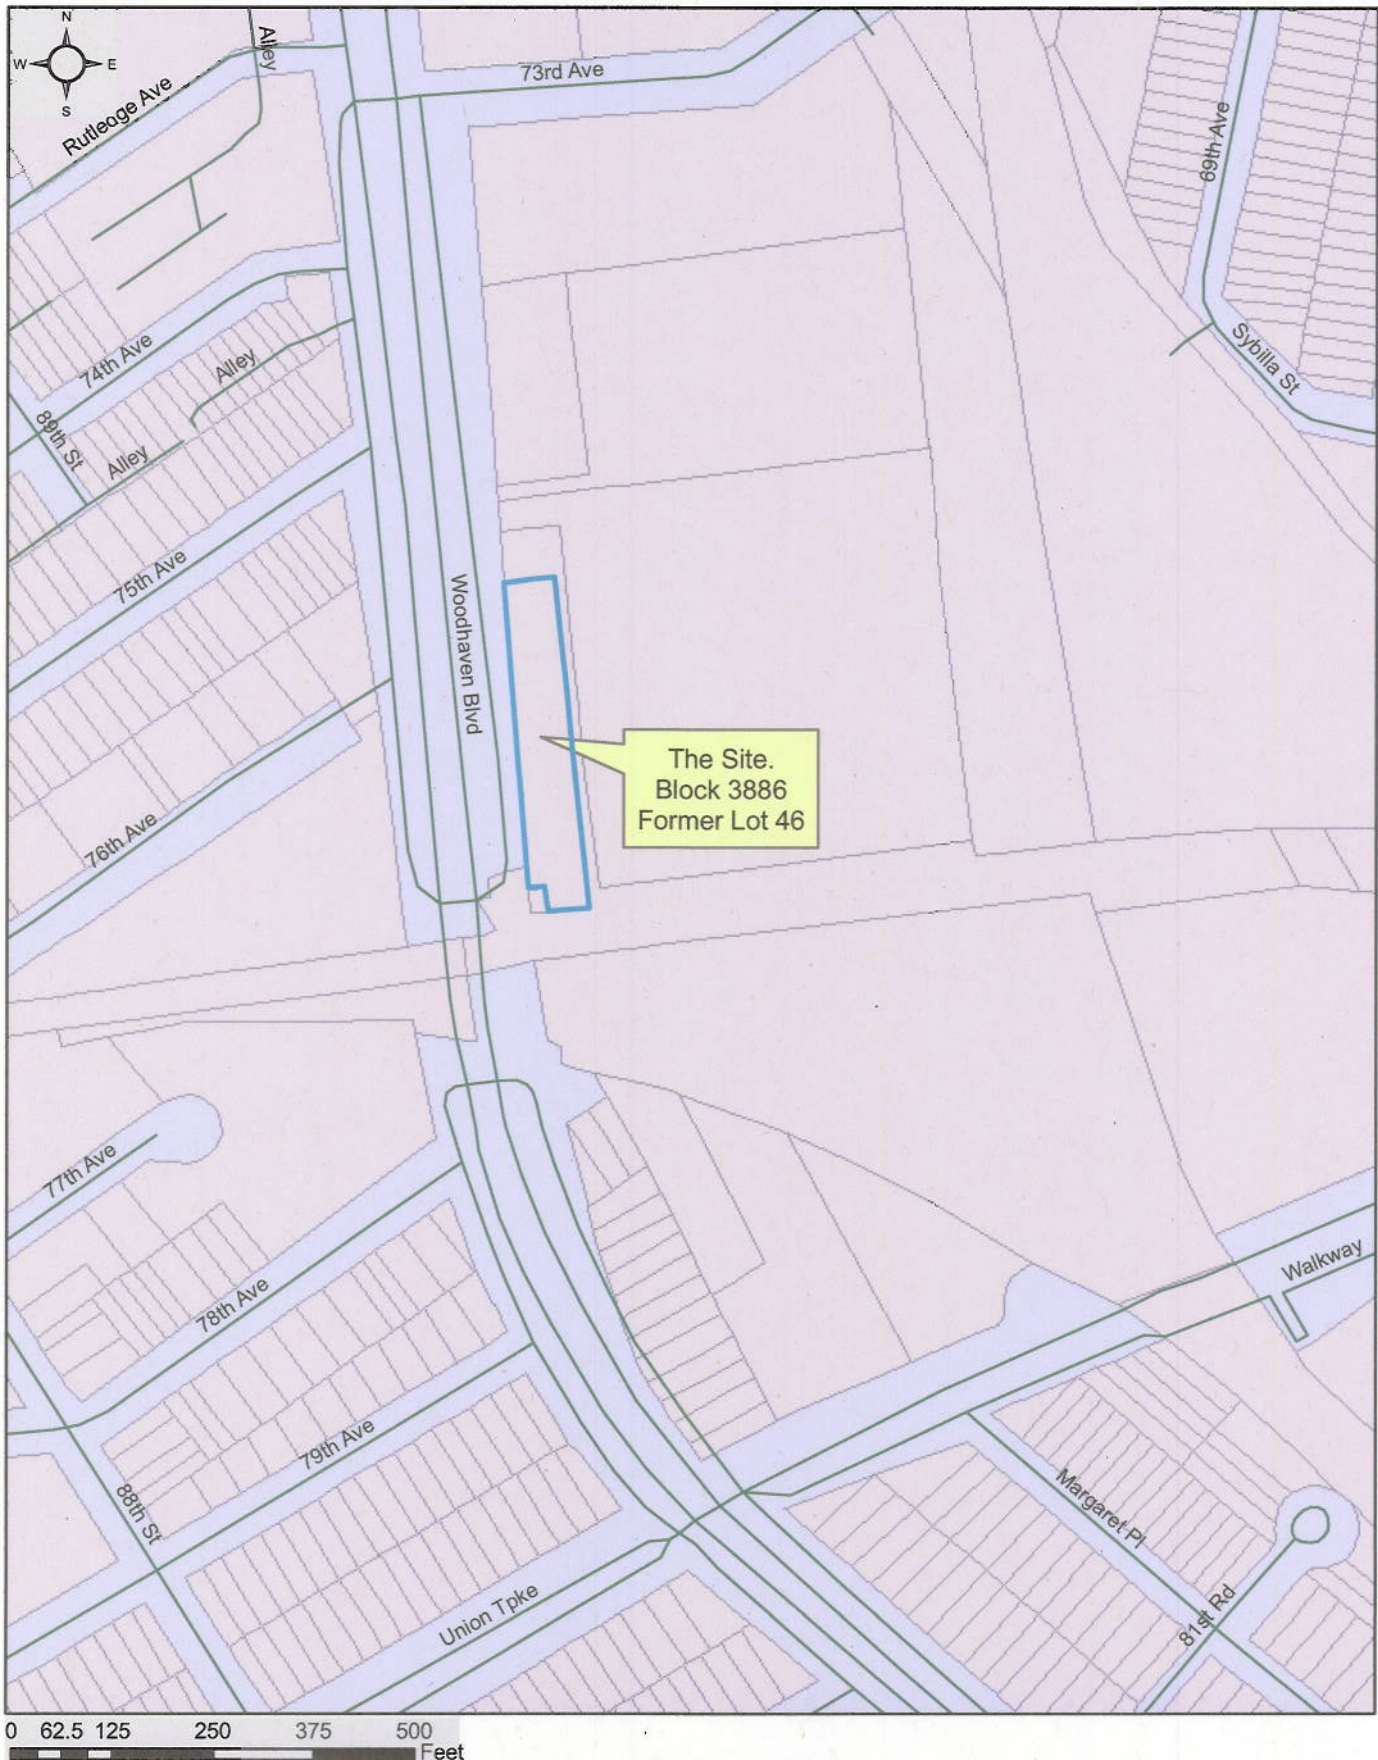 N
W E
S
Alley
Rutledge Ave
73rd Ave
69th Ave
74th Ave
Alley
Sybilla St
89th St
Alley
75th Ave
Woodhaven Blvd
The Site.
Block 3886
Former Lot 46
76th Ave
77th Ave
Walkway
78th Ave
79th Ave
88th St
Margaret Pl
Union Tpke
81st Rd
0 62.5 125 250 375 500
Feet